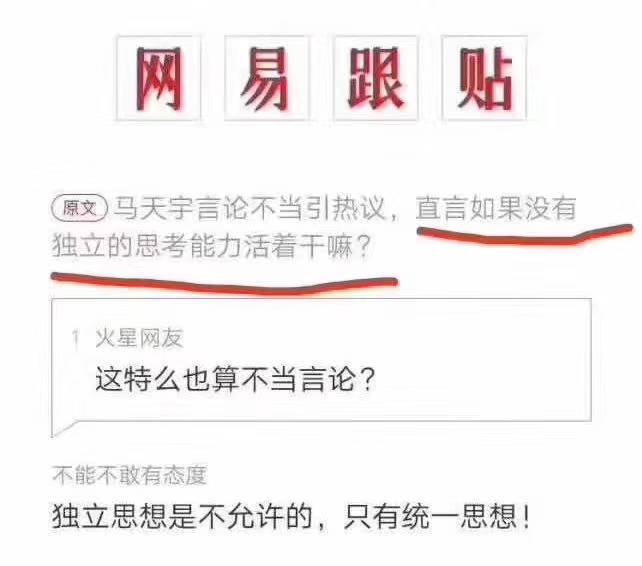 网易跟贴
原文 马天宇言论不当引热议，直言如果没有
独立的思考能力活着干嘛？
1 火星网友
这特么也算不当言论？
不能不敢有态度
独立思想是不允许的，只有统一思想！